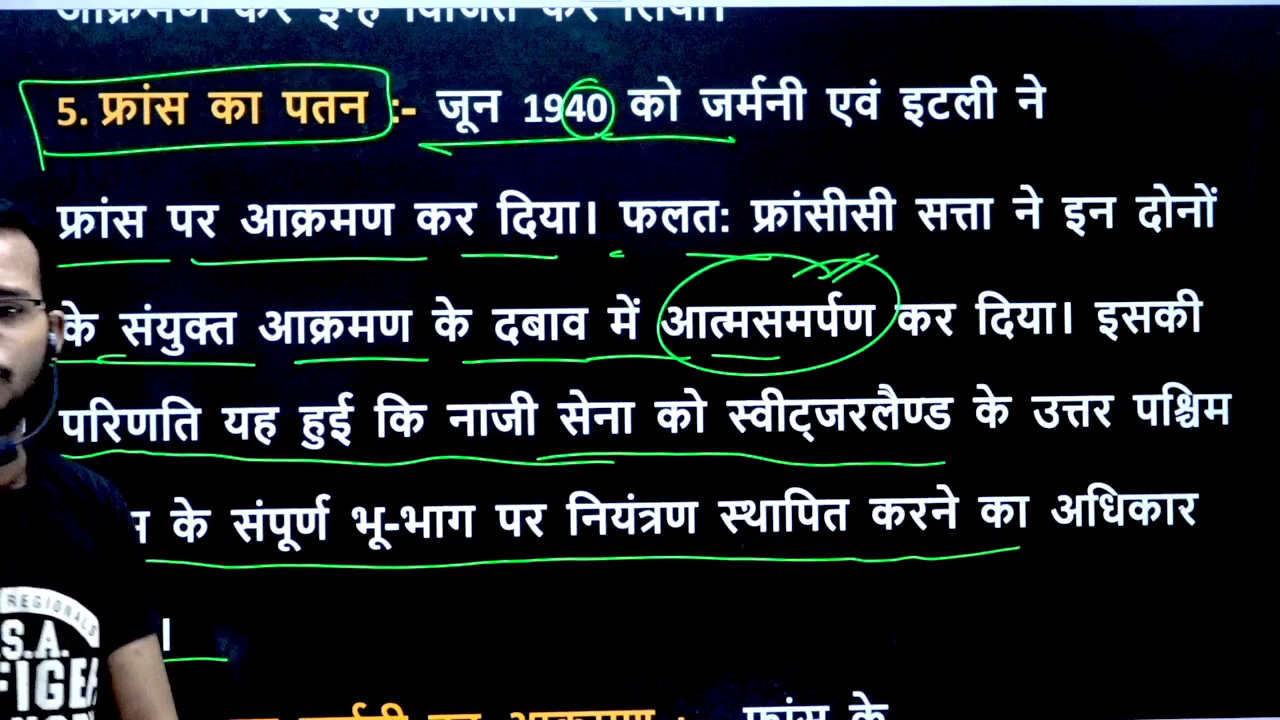 5. फ्रांस का पतन :- जून 1940 को जर्मनी एवं इटली ने
फ्रांस पर आक्रमण कर दिया। फलत: फ्रांसीसी सत्ता ने इन दोनों
के संयुक्त आक्रमण के दबाव में आत्मसमर्पण कर दिया। इसकी
परिणति यह हुई कि नाजी सेना को स्वीट्जरलैण्ड के उत्तर पश्चिम
के संपूर्ण भू-भाग पर नियंत्रण स्थापित करने का अधिकार
।
फ्रांस के
REGIONALS
S.A.